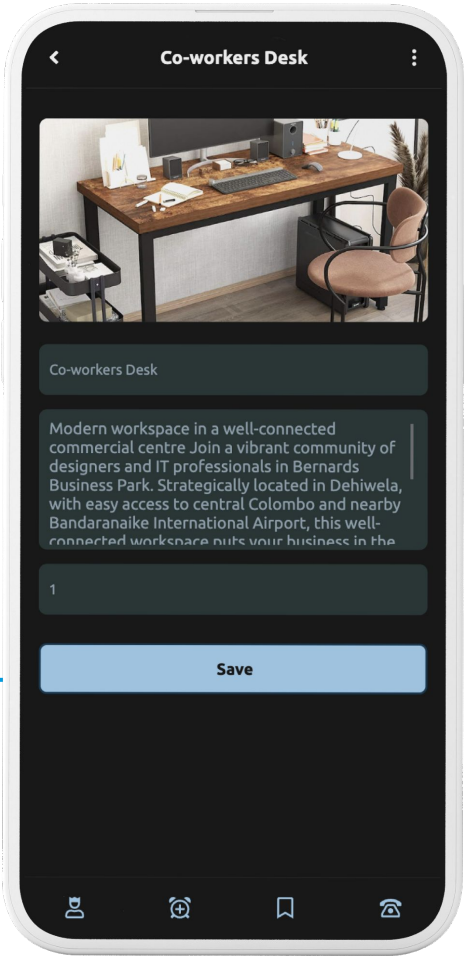 Co-workers Desk
Co-workers Desk
Modern workspace in a well-connected
commercial centre Join a vibrant community of
designers and IT professionals in Bernards
Business Park. Strategically located in Dehiwela,
with easy access to central Colombo and nearby
Bandaranaike International Airport, this well-
connected workspace puts your business in the
1
Save